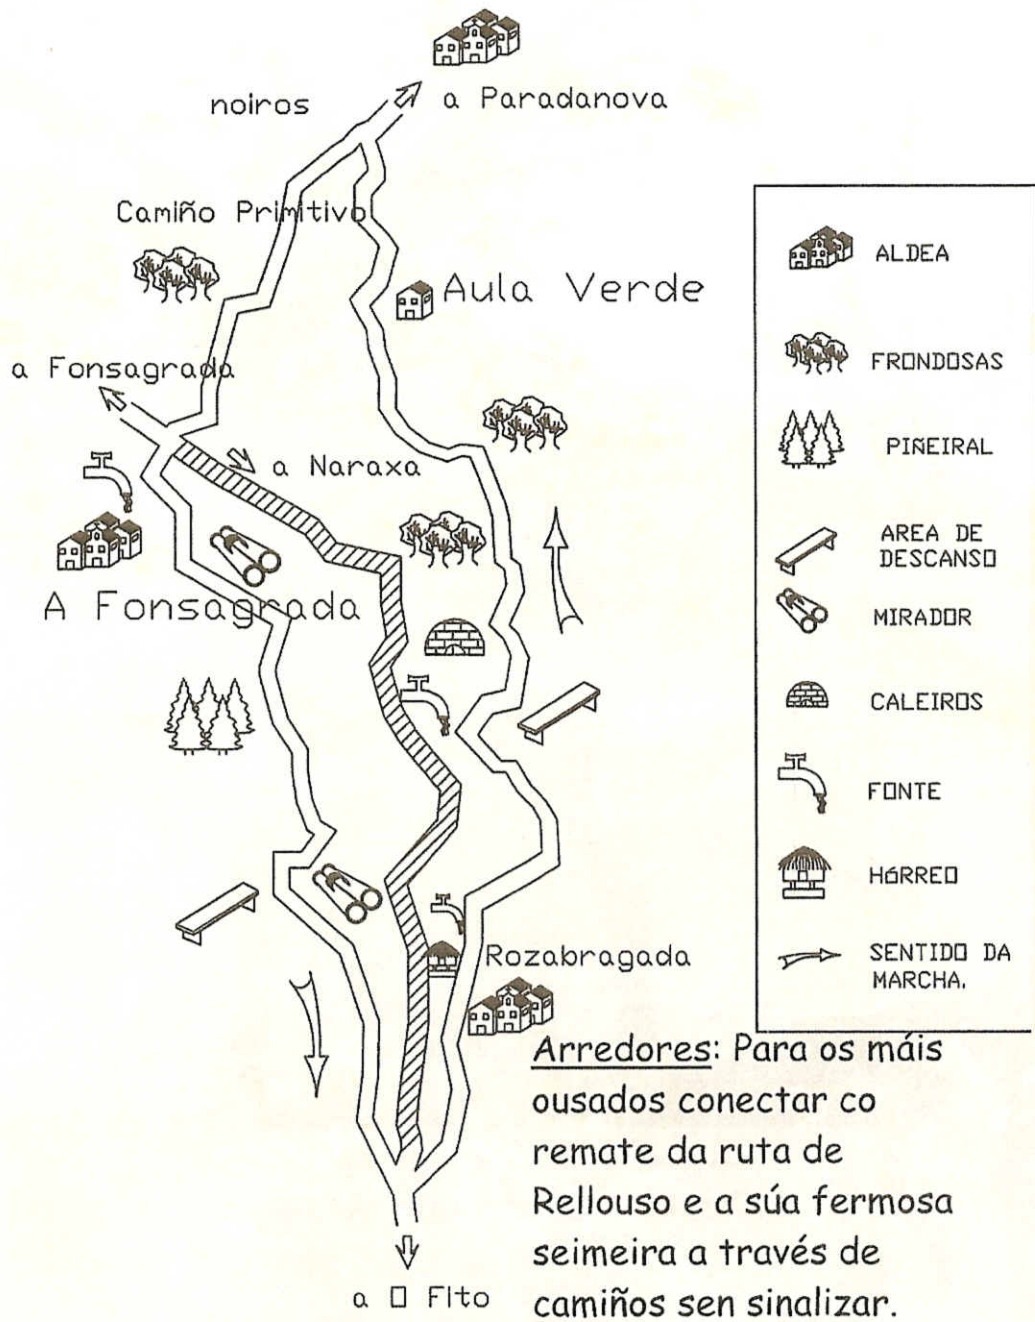 a Paradanova
noiros
Camiño Primitivo
Aula Verde
a Fonsagrada
a Naraxa
A Fonsagrada
Rozabragada
a O Fito
ALDEA
FRONDOSAS
PIÑEIRAL
AREA DE
DESCANSO
MIRADOR
CALEIROS
FONTE
HóRREO
SENTIDO DA
MARCHA.
Arredores: Para os máis
ousados conectar co
remate da ruta de
Rellouso e a súa fermosa
seimeira a través de
camiños sen sinalizar.